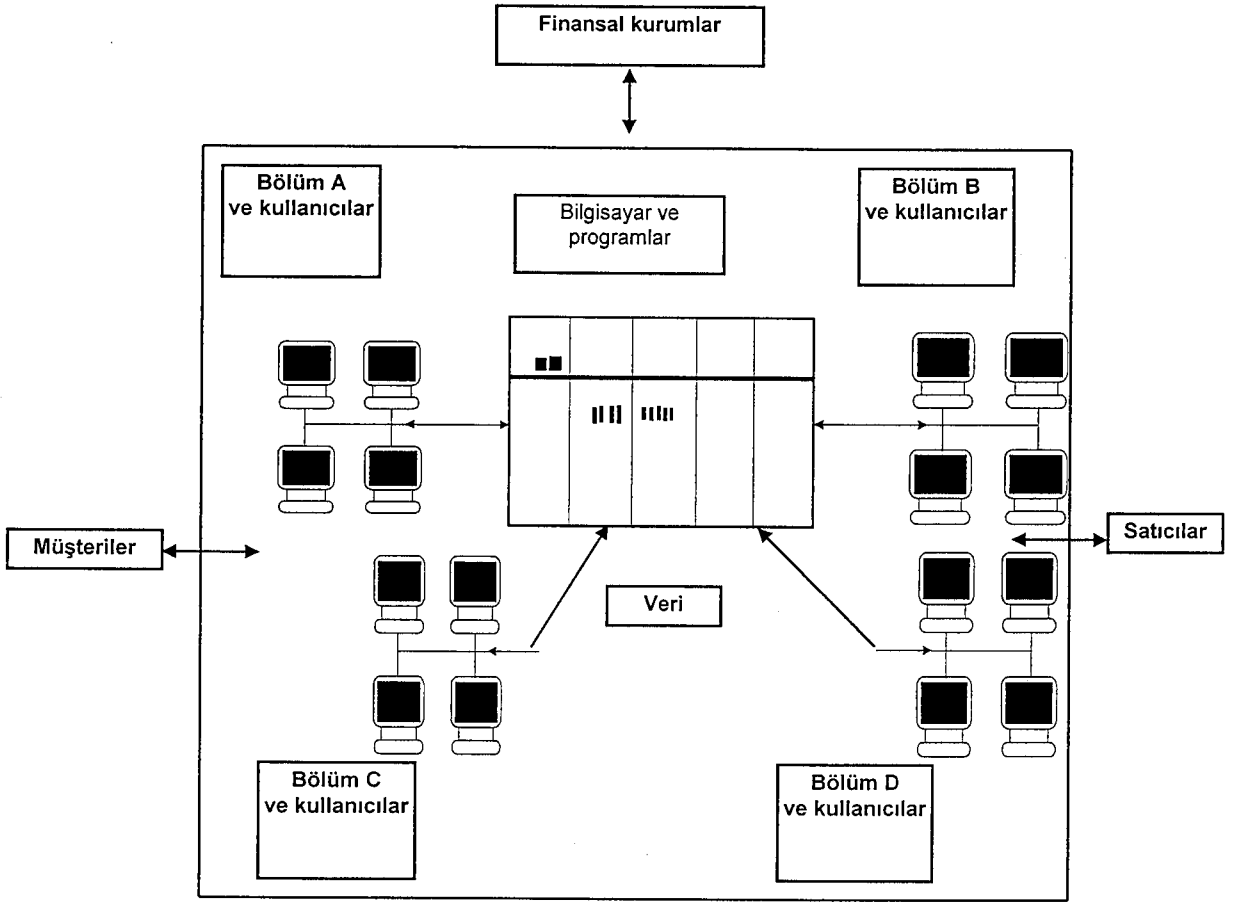 Finansal kurumlar
Bölüm A
ve kullanıcılar
Bilgisayar ve
programlar
Bölüm B
ve kullanıcılar
Müşteriler
Satıcılar
Veri
Bölüm C
ve kullanıcılar
Bölüm D
ve kullanıcılar